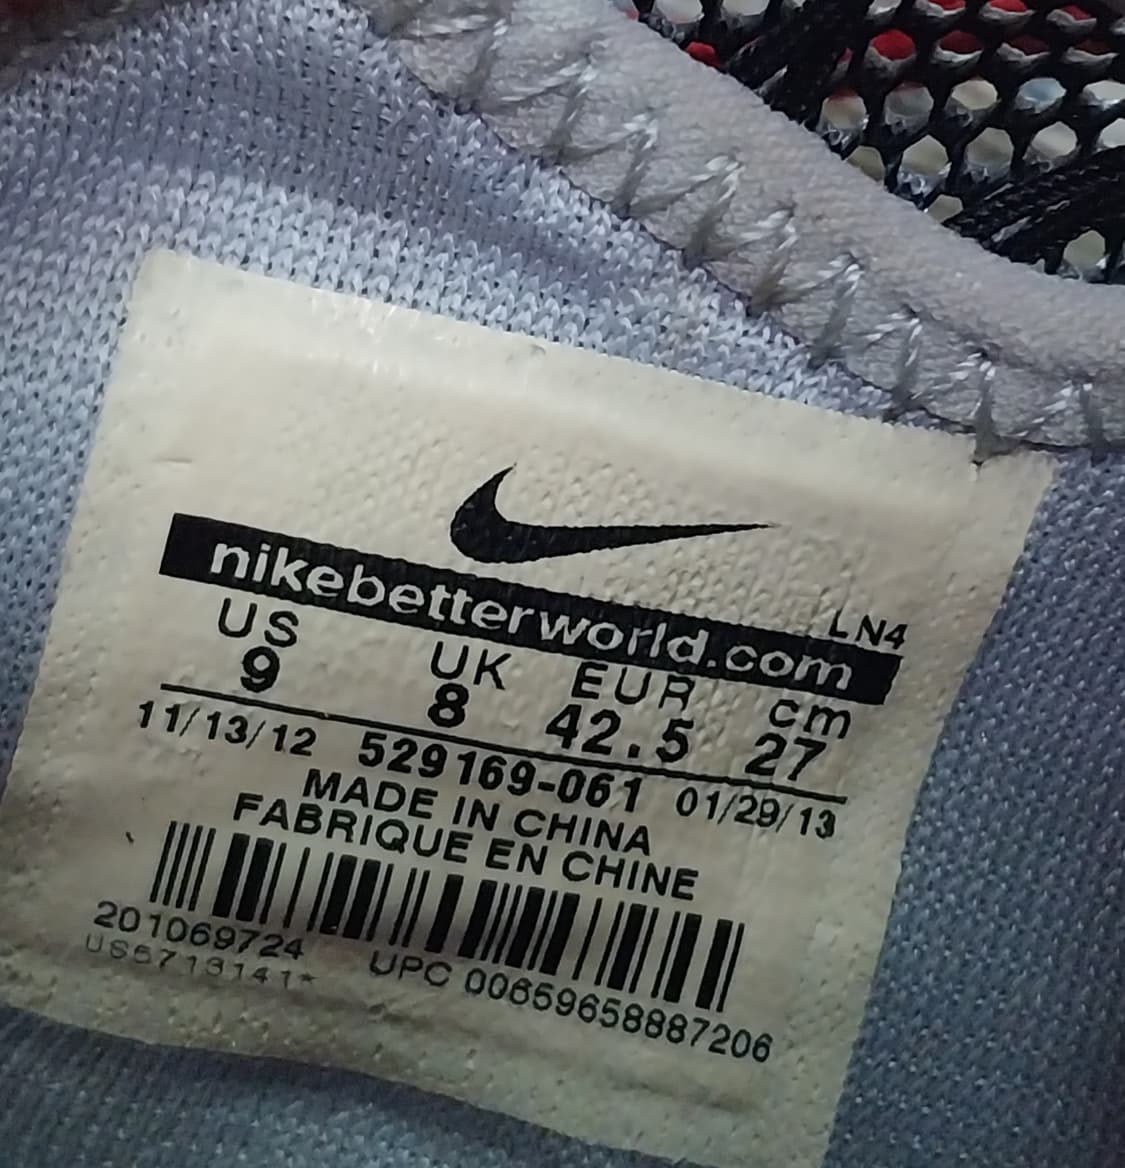 nikebetterworld.com
LN4
US UK EUR cm
9 8 42.5 27
11/13/12 529169-061 01/29/13
MADE IN CHINA
FABRIQUE EN CHINE
201069724 UPC 00659658887206
US5713141*